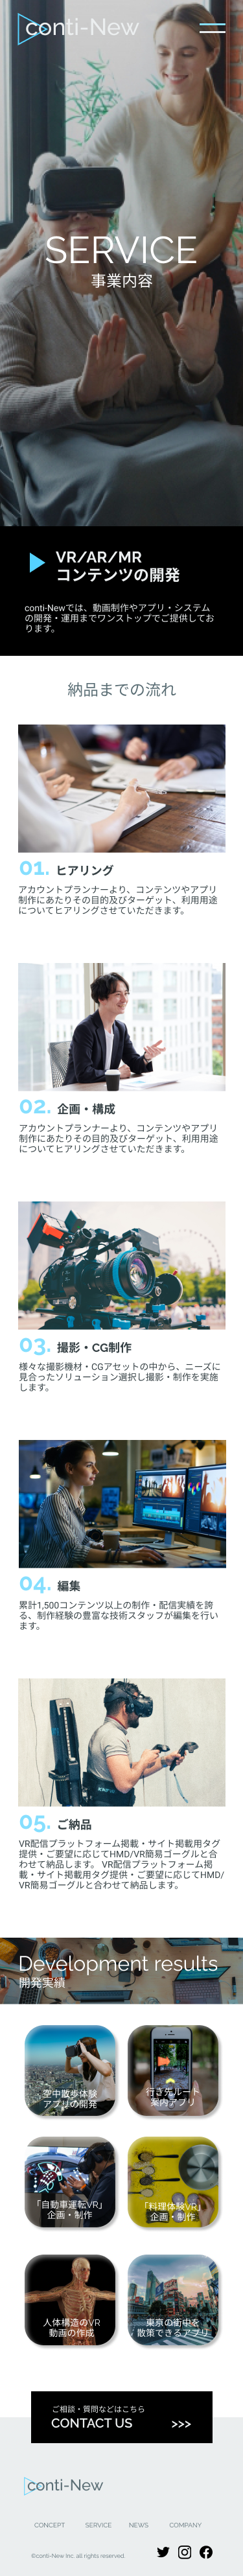 conti-New
SERVICE
事業内容
VR/AR/MR
コンテンツの開発
conti-Newでは、動画制作やアプリ・システム
の開発・運用までワンストップでご提供してお
ります。
納品までの流れ
01. ヒアリング
アカウントプランナーより、コンテンツやアプリ
制作にあたりその目的及びターゲット、利用用途
についてヒアリングさせていただきます。
02. 企画・構成
アカウントプランナーより、コンテンツやアプリ
制作にあたりその目的及びターゲット、利用用途
についてヒアリングさせていただきます。
03. 撮影・CG制作
様々な撮影機材・CGアセットの中から、ニーズに
見合ったソリューション選択し撮影・制作を実施
します。
04. 編集
累計1,500コンテンツ以上の制作・配信実績を誇
る、制作経験の豊富な技術スタッフが編集を行い
ます。
05. ご納品
VR配信プラットフォーム掲載・サイト掲載用タグ
提供・ご要望に応じてHMD/VR簡易ゴーグルと合
わせて納品します。 VR配信プラットフォーム掲
載・サイト掲載用タグ提供・ご要望に応じてHMD/
VR簡易ゴーグルと合わせて納品します。
Development results
開発実績
空中散歩体験
アプリの開発
行き先ルート
案内アプリ
「自動車運転VR」
企画・制作
「料理体験VR」
企画・制作
人体構造のVR
動画の作成
東京の街中を
散策できるアプリ
ご相談・質問などはこちら
CONTACT US >>>
conti-New
CONCEPT SERVICE NEWS COMPANY
©conti-New Inc. all rights reserved.